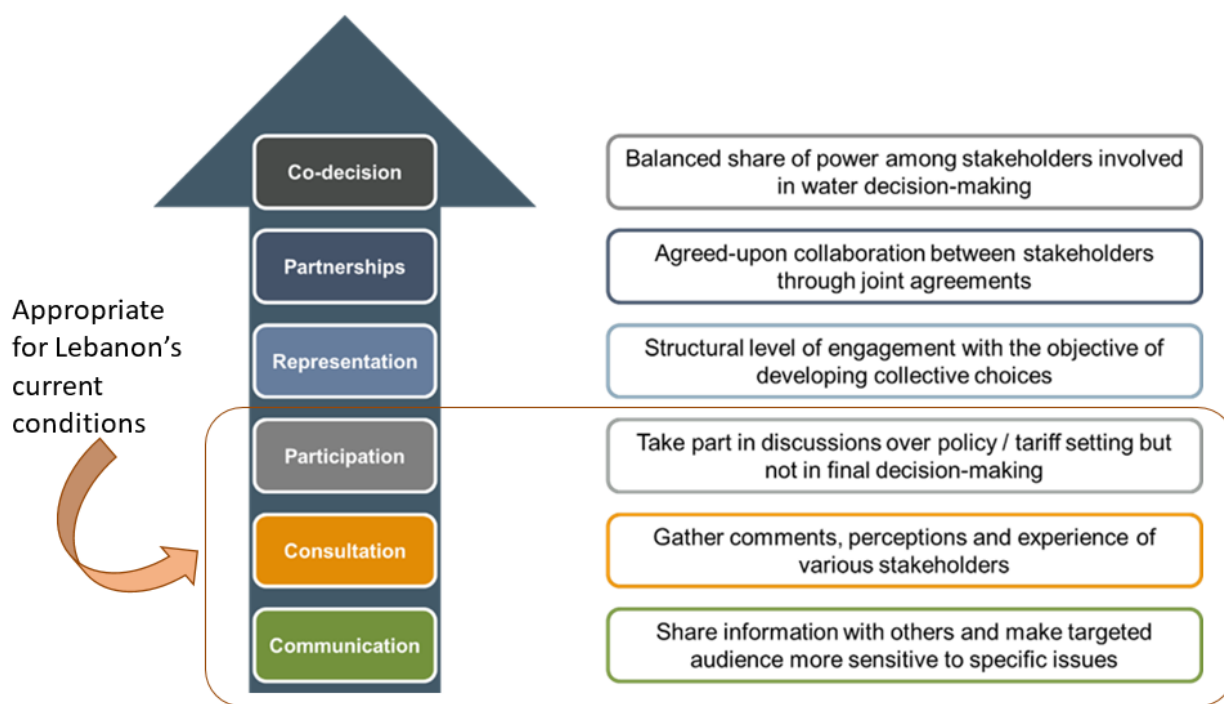 Co-decision
Balanced share of power among stakeholders involved
in water decision-making
Partnerships
Agreed-upon collaboration between stakeholders
through joint agreements
Appropriate
for Lebanon’s
current
conditions
Representation
Structural level of engagement with the objective of
developing collective choices
Participation
Take part in discussions over policy / tariff setting but
not in final decision-making
Consultation
Gather comments, perceptions and experience of
various stakeholders
Communication
Share information with others and make targeted
audience more sensitive to specific issues